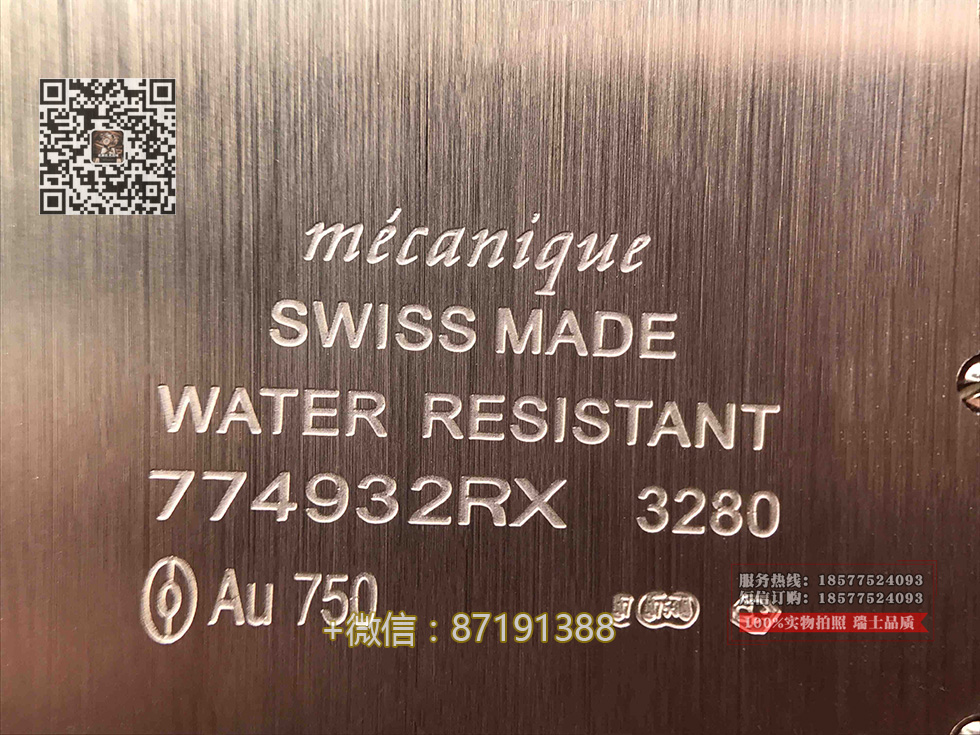 mécanique
SWISS MADE
WATER RESISTANT
774932RX 3280
Au 750
+微信：87191388
服务热线：18577524093
短信订购：18577524093
100%实物拍照 瑞士品质